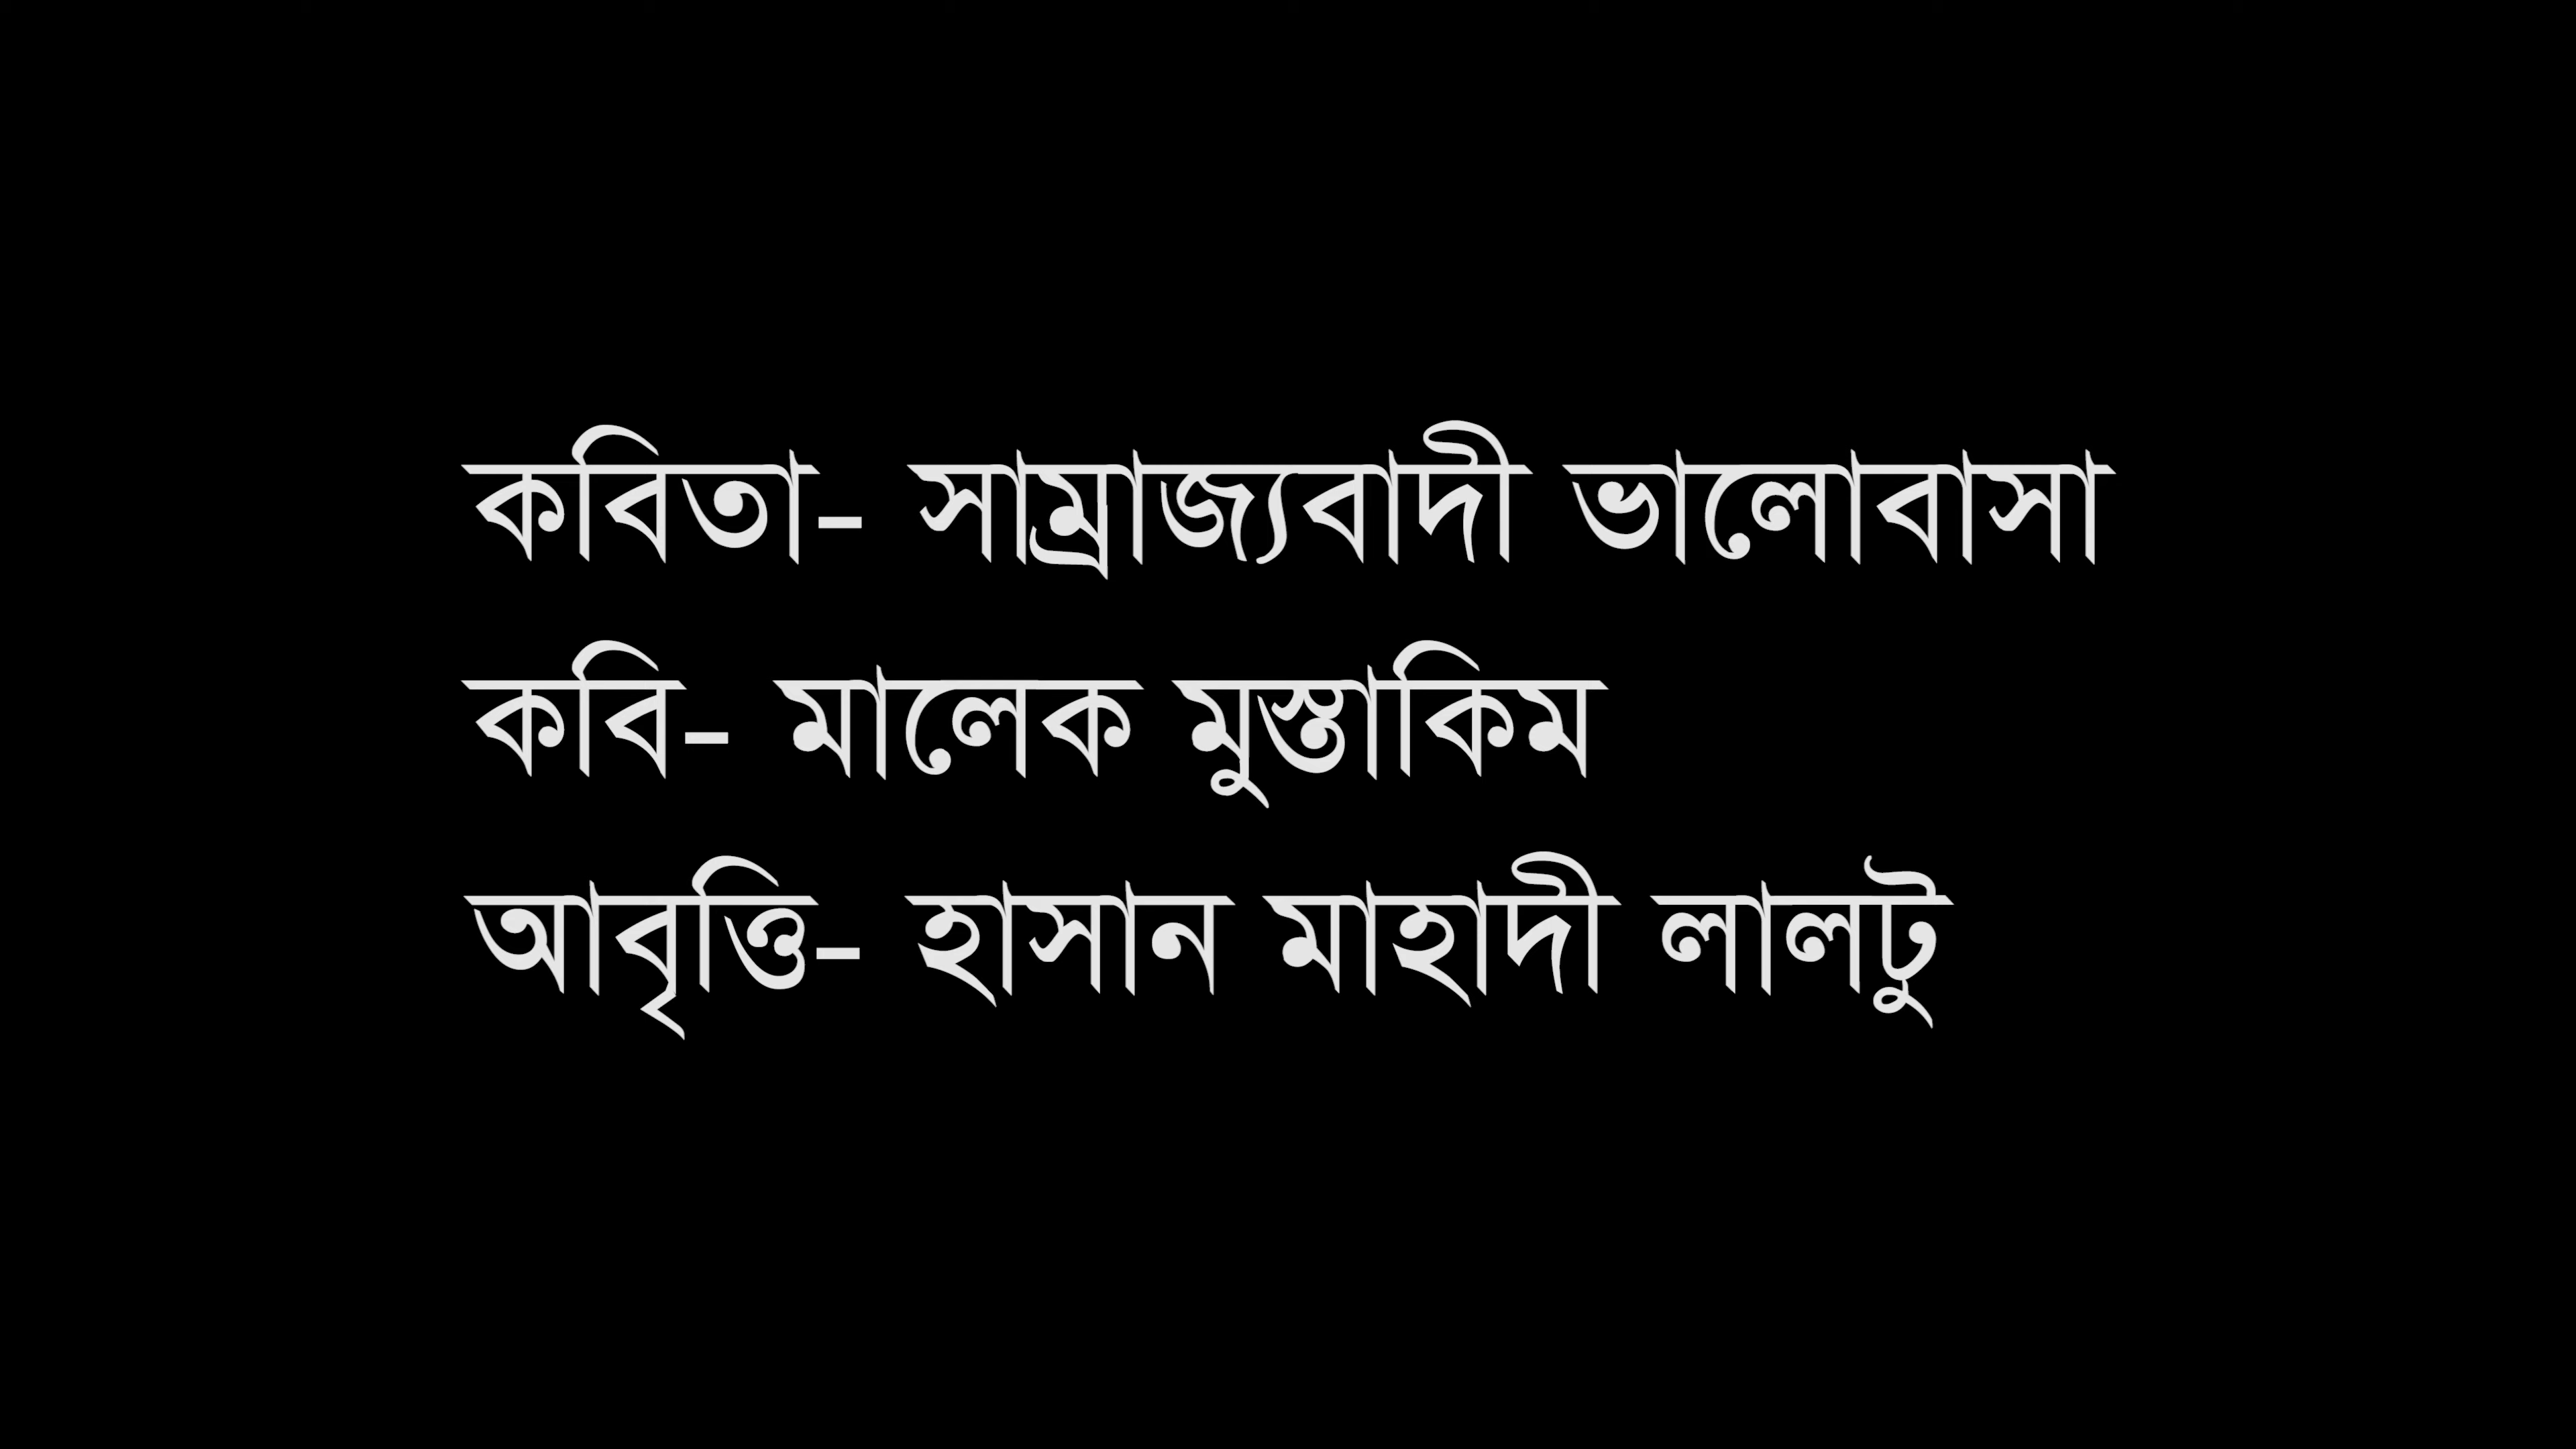 কবিতা- সাম্রাজ্যবাদী ভালোবাসা
কবি- মালেক মুস্তাকিম
আবৃত্তি- হাসান মাহাদী লালটু